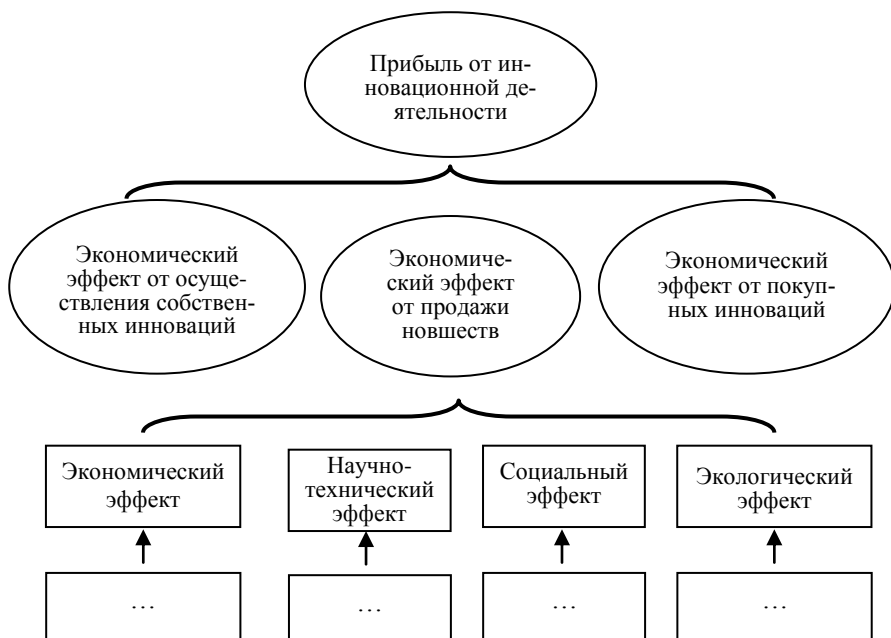 Прибыль от ин-
новационной де-
ятельности
Экономический
эффект от осуще-
ствления собствен-
ных инноваций
Экономиче-
ский эффект
от продажи
новшеств
Экономический
эффект от покуп-
ных инноваций
Экономический
эффект
Научно-
технический
эффект
Социальный
эффект
Экологический
эффект
…
…
…
…